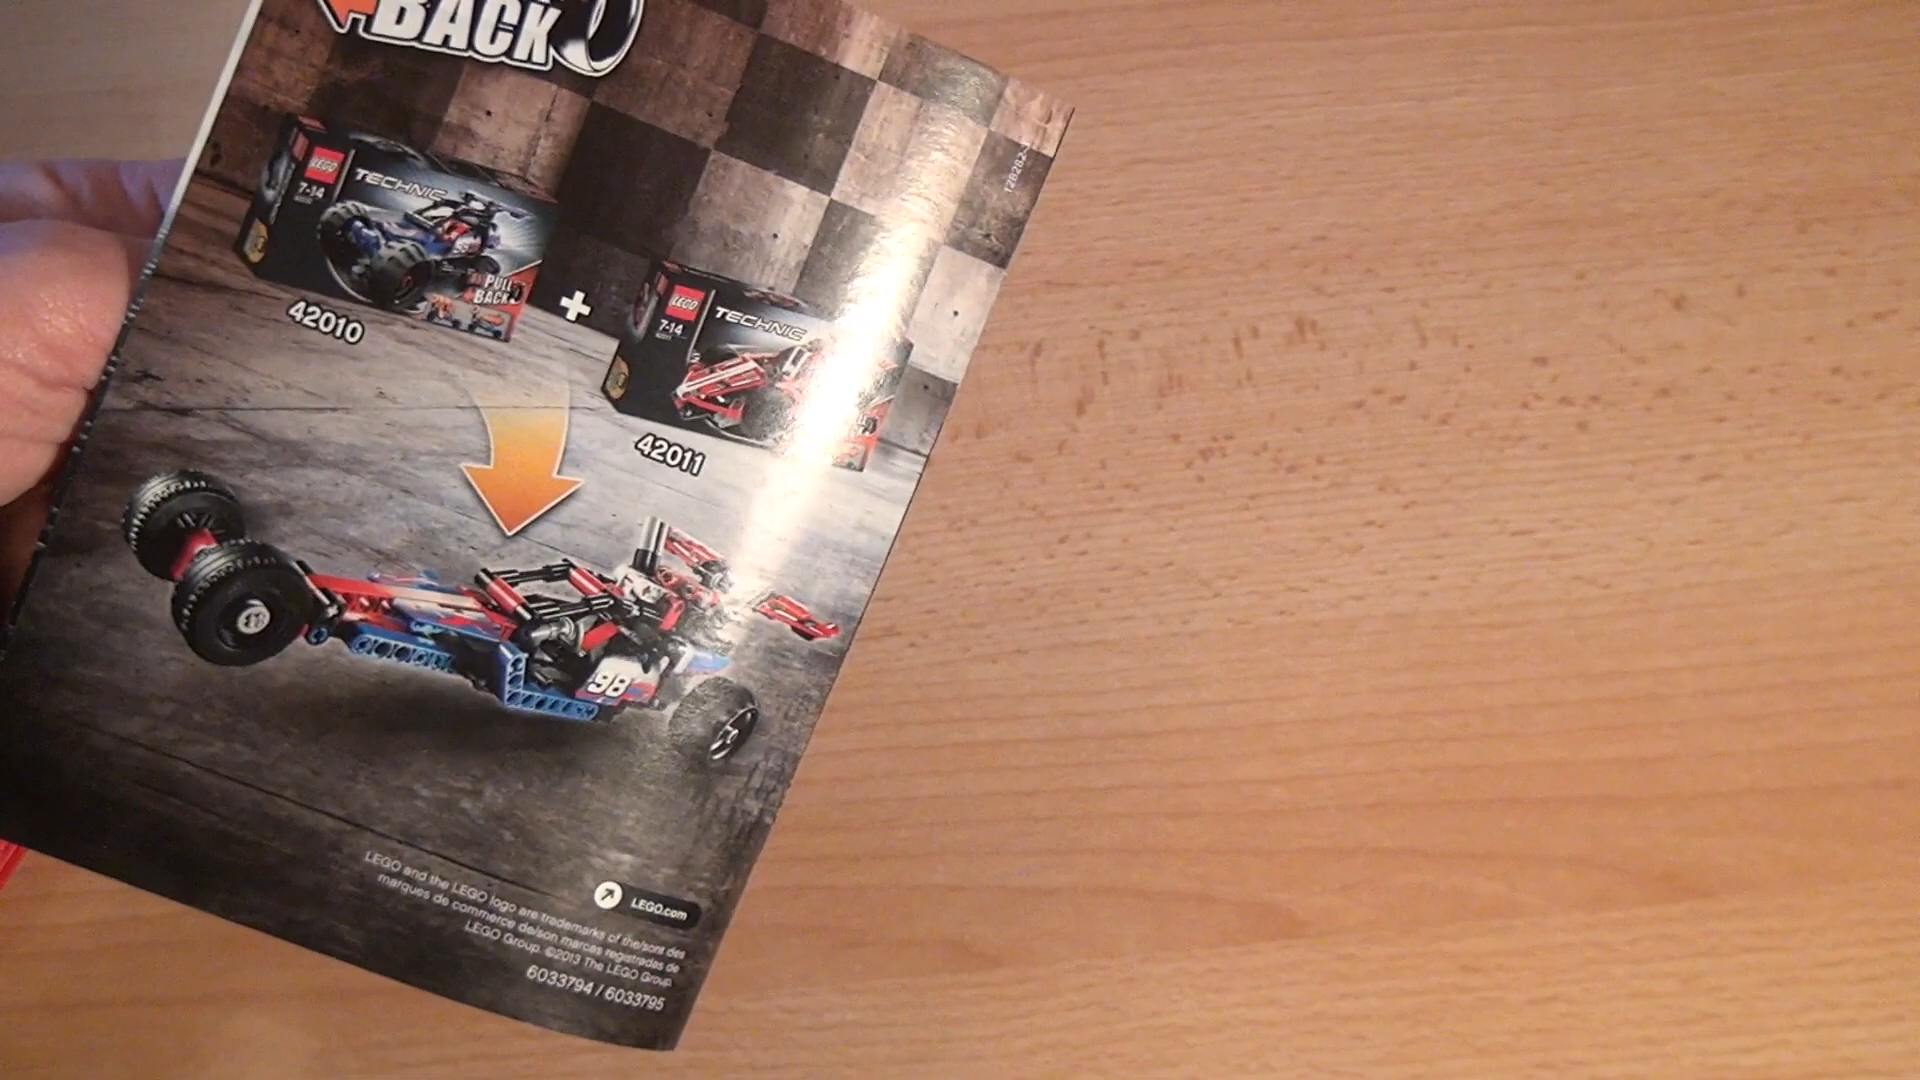 BACK
LEGO
TECHNIC
7-14
PULL
BACK
42010
+
LEGO
TECHNIC
7-14
42011
98
LEGO.com
LEGO and the LEGO logo are trademarks of the/sont des
marques de commerce de/son marcas registradas de
LEGO Group. ©2013 The LEGO Group.
6033794 / 6033795